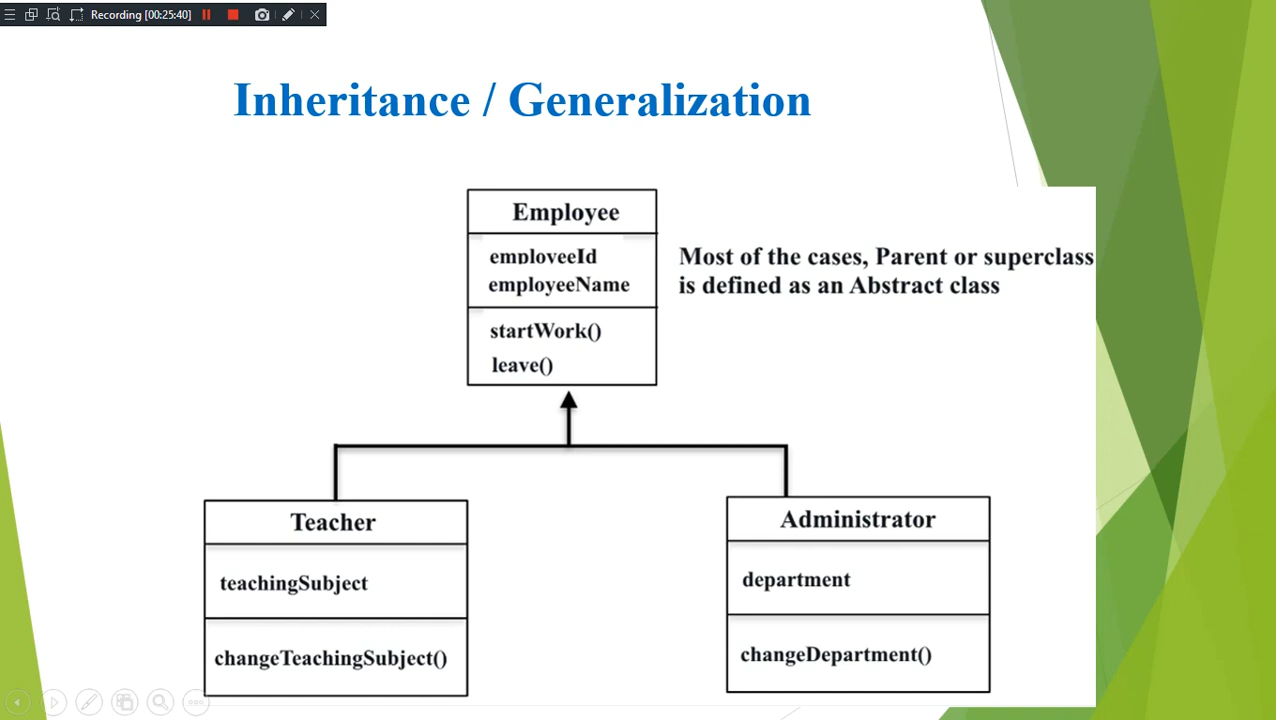 Recording [00:25:40]
Inheritance / Generalization
Employee
employeeId
employeeName
startWork()
leave()
Most of the cases, Parent or superclass
is defined as an Abstract class
Teacher
teachingSubject
changeTeachingSubject()
Administrator
department
changeDepartment()